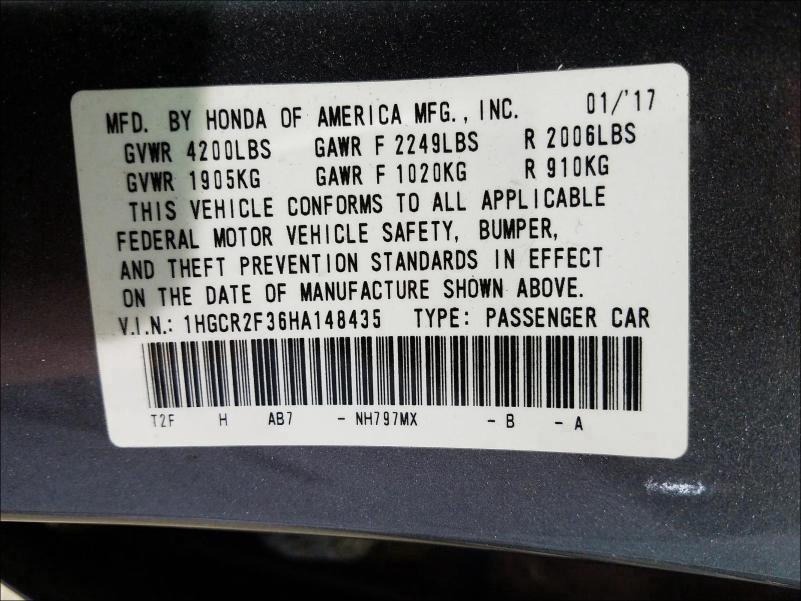 MFD. BY HONDA OF AMERICA MFG., INC. 01/'17
GVWR 4200LBS GAWR F 2249LBS R 2006LBS
GVWR 1905KG GAWR F 1020KG R 910KG
THIS VEHICLE CONFORMS TO ALL APPLICABLE
FEDERAL MOTOR VEHICLE SAFETY, BUMPER,
AND THEFT PREVENTION STANDARDS IN EFFECT
ON THE DATE OF MANUFACTURE SHOWN ABOVE.
V.I.N.: 1HGCR2F36HA148435 TYPE: PASSENGER CAR
T2F H AB7 - NH797MX - B - A